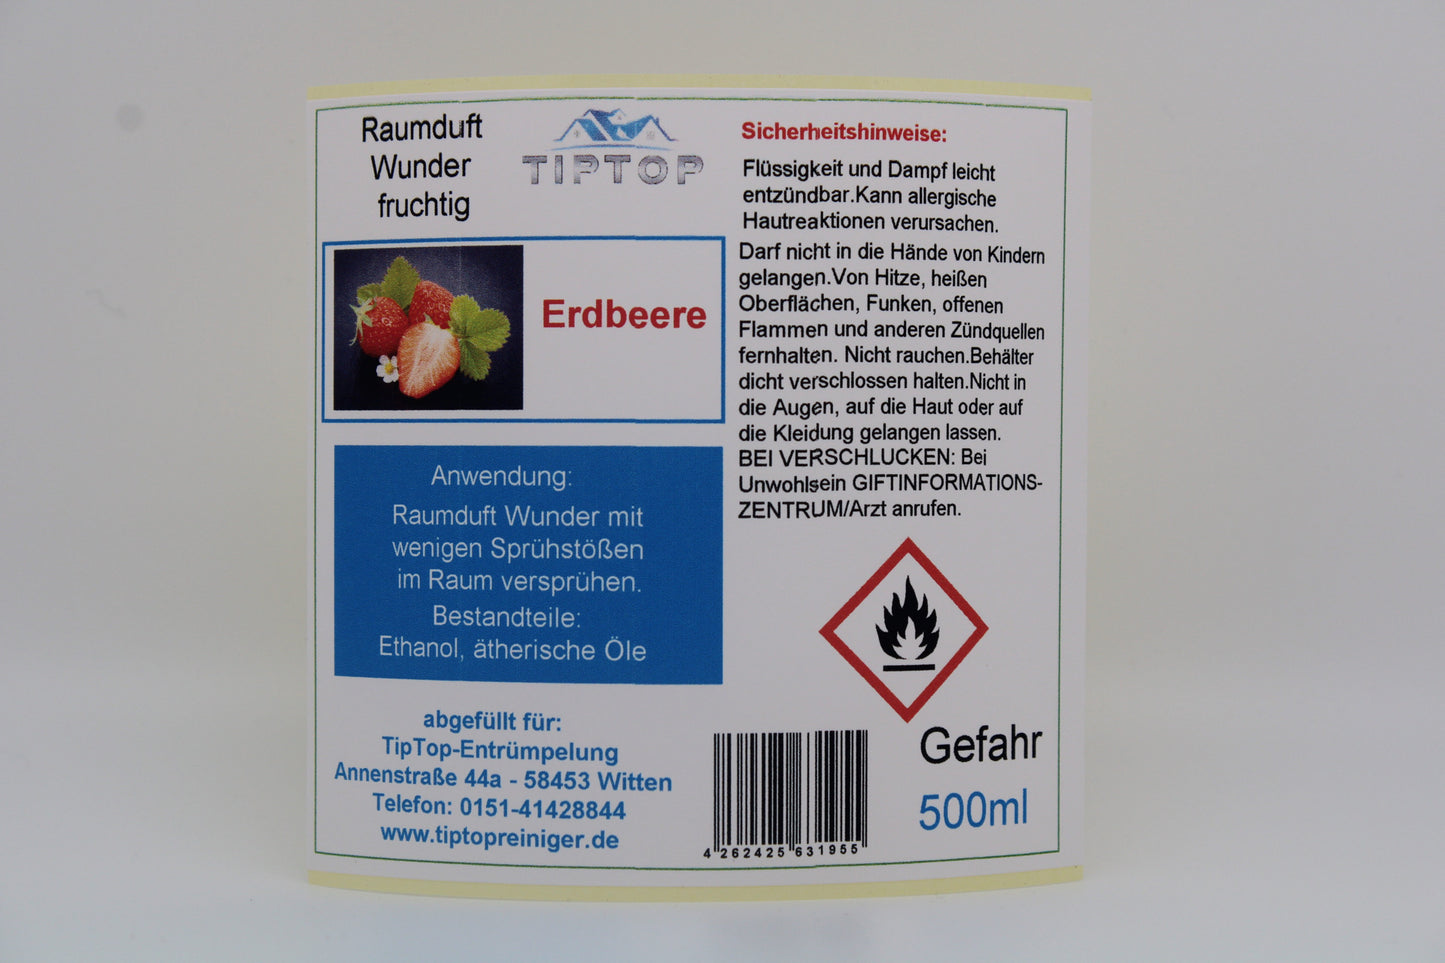 Raumduft
Wunder
fruchtig
TIPTOP
Erdbeere
Anwendung:
Raumduft Wunder mit
wenigen Sprühstößen
im Raum versprühen.
Bestandteile:
Ethanol, ätherische Öle
abgefüllt für:
TipTop-Entrümpelung
Annenstraße 44a - 58453 Witten
Telefon: 0151-41428844
www.tiptopreiniger.de
Sicherheitshinweise:
Flüssigkeit und Dampf leicht
entzündbar.Kann allergische
Hautreaktionen verursachen.
Darf nicht in die Hände von Kindern
gelangen.Von Hitze, heißen
Oberflächen, Funken, offenen
Flammen und anderen Zündquellen
fernhalten. Nicht rauchen.Behälter
dicht verschlossen halten.Nicht in
die Augen, auf die Haut oder auf
die Kleidung gelangen lassen.
BEI VERSCHLUCKEN: Bei
Unwohlsein GIFTINFORMATIONS-
ZENTRUM/Arzt anrufen.
Gefahr
500ml
4 262425 631955